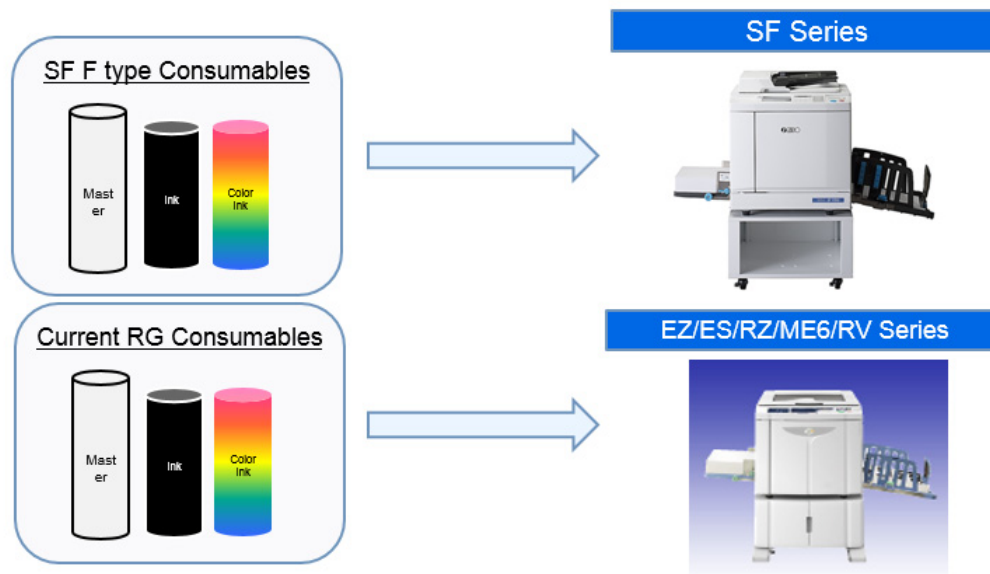 SF Series
SF F type Consumables
Mast
er
Ink
Color
Ink
Current RG Consumables
EZ/ES/RZ/ME6/RV Series
Mast
er
Ink
Color
Ink